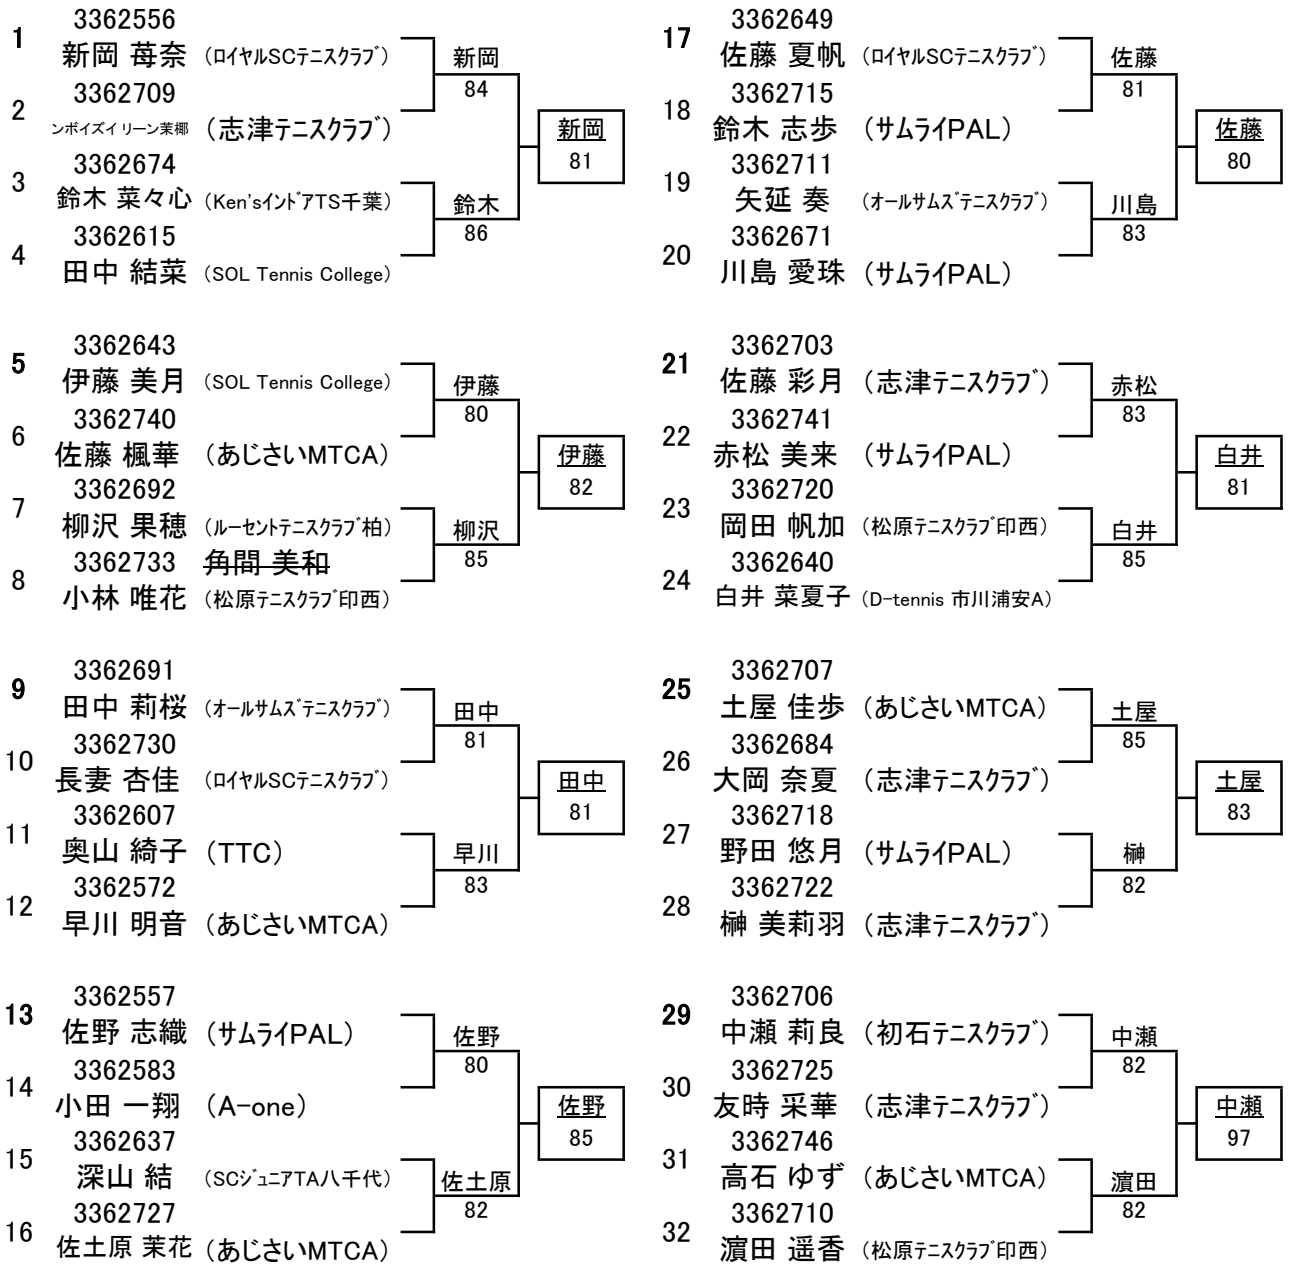 3362556
1 新岡 苺奈 (ロイヤルSCテニスクラブ) 新岡
84
3362709
2 ンボイズイリーン茉椰 (志津テニスクラブ)
新岡
81
3362674
3 鈴木 菜々心 (Ken'sインドアTS千葉) 鈴木
86
3362615
4 田中 結菜 (SOL Tennis College)
3362643
5 伊藤 美月 (SOL Tennis College) 伊藤
80
3362740
6 佐藤 楓華 (あじさいMTCA)
伊藤
82
3362692
7 柳沢 果穂 (ルーセントテニスクラブ柏) 柳沢
85
3362733 角間 美和
8 小林 唯花 (松原テニスクラブ印西)
3362691
9 田中 莉桜 (オールサムズテニスクラブ) 田中
81
3362730
10 長妻 杏佳 (ロイヤルSCテニスクラブ)
田中
81
3362607
11 奥山 綺子 (TTC) 早川
83
3362572
12 早川 明音 (あじさいMTCA)
3362557
13 佐野 志織 (サムライPAL) 佐野
80
3362583
14 小田 一翔 (A-one)
佐野
85
3362637
15 深山 結 (SCジュニアTA八千代) 佐土原
82
3362727
16 佐土原 茉花 (あじさいMTCA)
3362649
17 佐藤 夏帆 (ロイヤルSCテニスクラブ) 佐藤
81
3362715
18 鈴木 志歩 (サムライPAL)
佐藤
80
3362711
19 矢延 奏 (オールサムズテニスクラブ) 川島
83
3362671
20 川島 愛珠 (サムライPAL)
3362703
21 佐藤 彩月 (志津テニスクラブ) 赤松
83
3362741
22 赤松 美来 (サムライPAL)
白井
81
3362720
23 岡田 帆加 (松原テニスクラブ印西) 白井
85
3362640
24 白井 菜夏子 (D-tennis 市川浦安A)
3362707
25 土屋 佳歩 (あじさいMTCA) 土屋
85
3362684
26 大岡 奈夏 (志津テニスクラブ)
土屋
83
3362718
27 野田 悠月 (サムライPAL) 榊
82
3362722
28 榊 美莉羽 (志津テニスクラブ)
3362706
29 中瀬 莉良 (初石テニスクラブ) 中瀬
82
3362725
30 友時 采華 (志津テニスクラブ)
中瀬
97
3362746
31 高石 ゆず (あじさいMTCA) 濵田
82
3362710
32 濵田 遥香 (松原テニスクラブ印西)